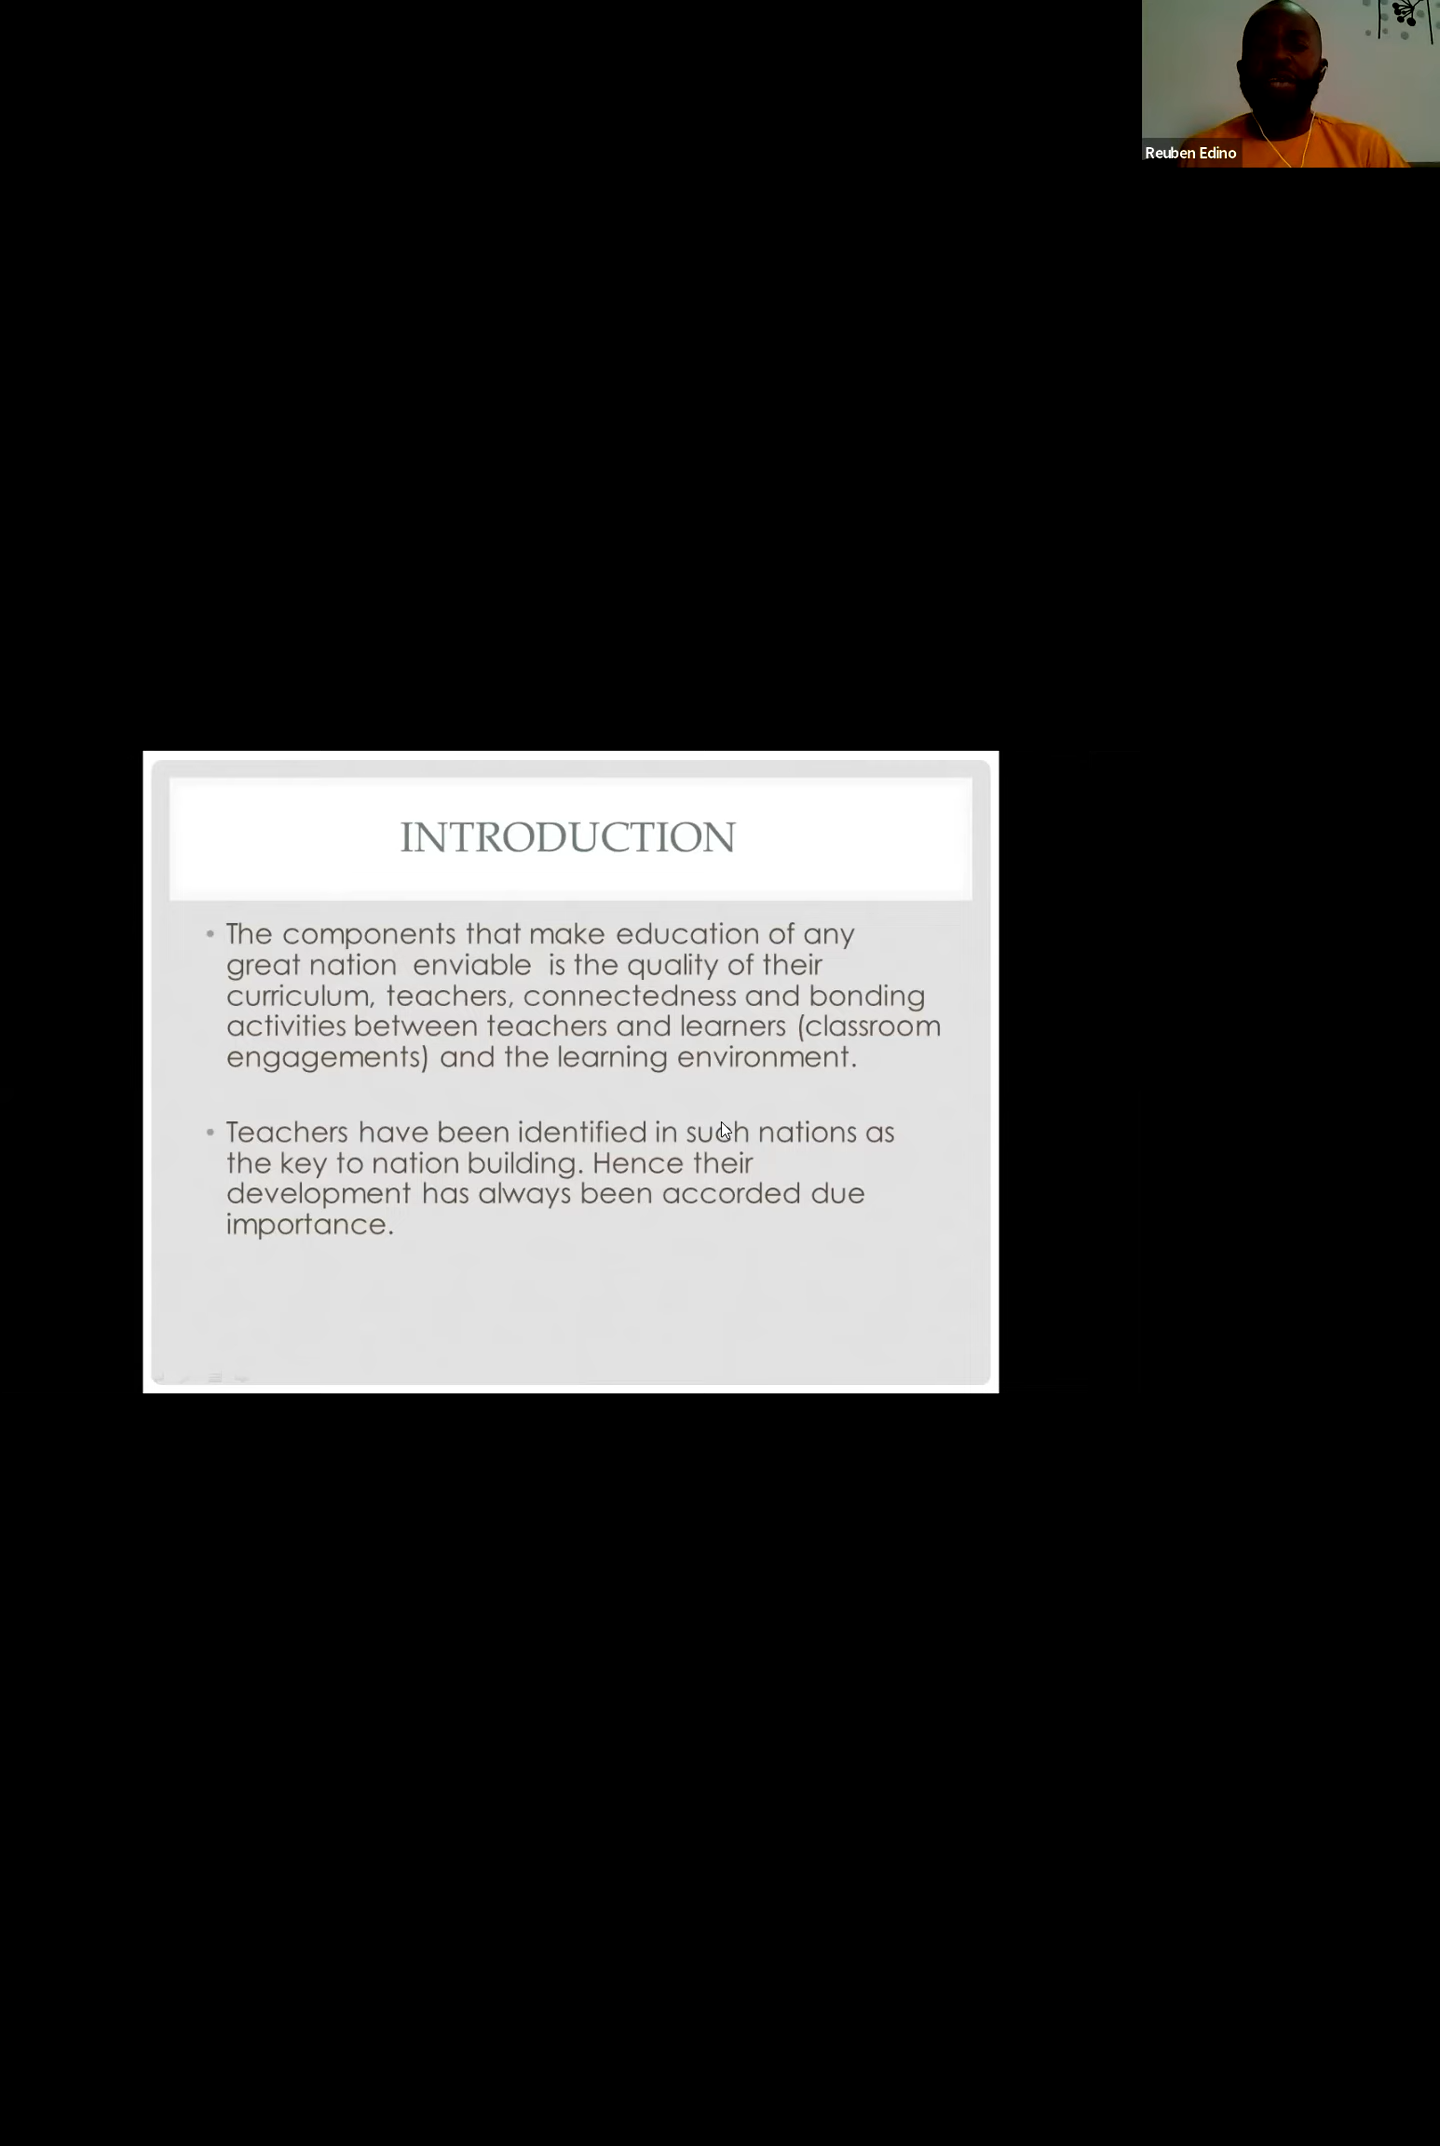 Reuben Edino
INTRODUCTION
• The components that make education of any
great nation enviable is the quality of their
curriculum, teachers, connectedness and bonding
activities between teachers and learners (classroom
engagements) and the learning environment.
• Teachers have been identified in such nations as
the key to nation building. Hence their
development has always been accorded due
importance.